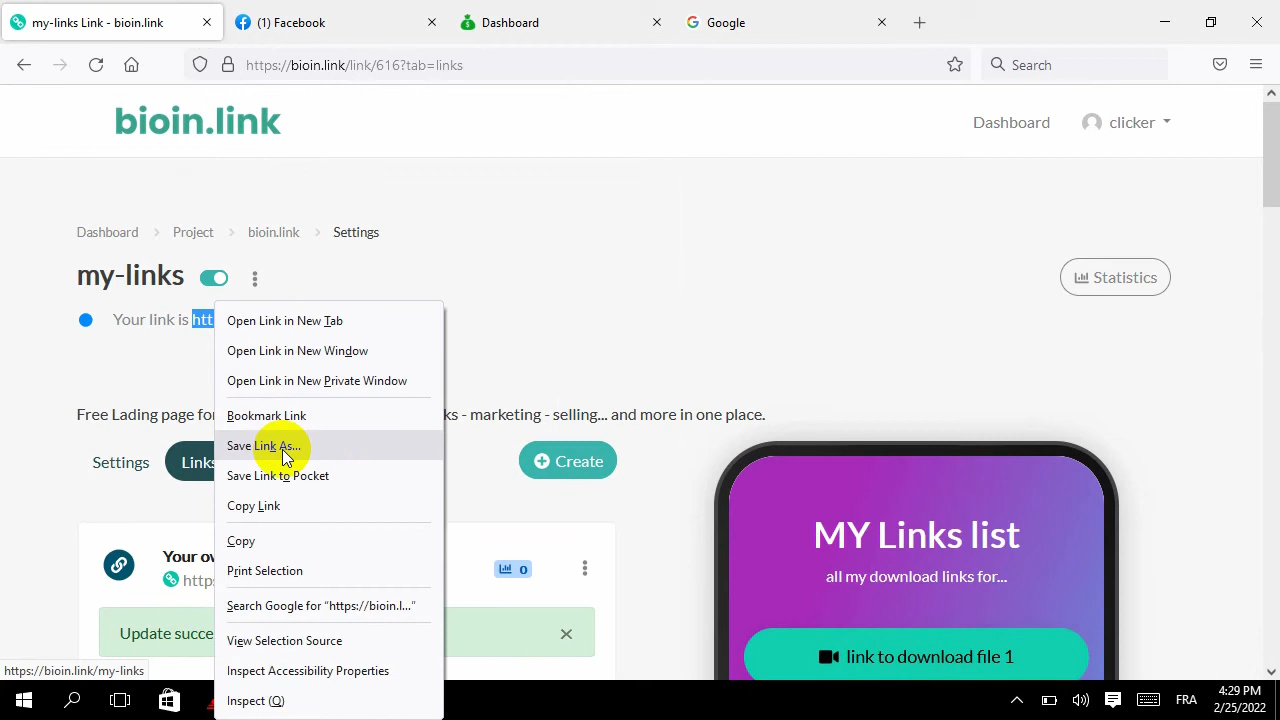 my-links Link - bioin.link
(1) Facebook
Dashboard
Google
https://bioin.link/link/616?tab=links
Search
bioin.link
Dashboard
clicker
Dashboard
Project
bioin.link
Settings
my-links
Statistics
Your link is htt
Open Link in New Tab
Open Link in New Window
Open Link in New Private Window
Bookmark Link
Save Link As...
Save Link to Pocket
Copy Link
Copy
Print Selection
Search Google for “https://bioin.l...”
View Selection Source
Inspect Accessibility Properties
Inspect (Q)
Free Lading page for
- marketing - selling... and more in one place.
Settings
Links
Create
Your ow
https
0
Update succe
MY Links list
all my download links for...
link to download file 1
https://bioin.link/my-links
FRA
4:29 PM
2/25/2022